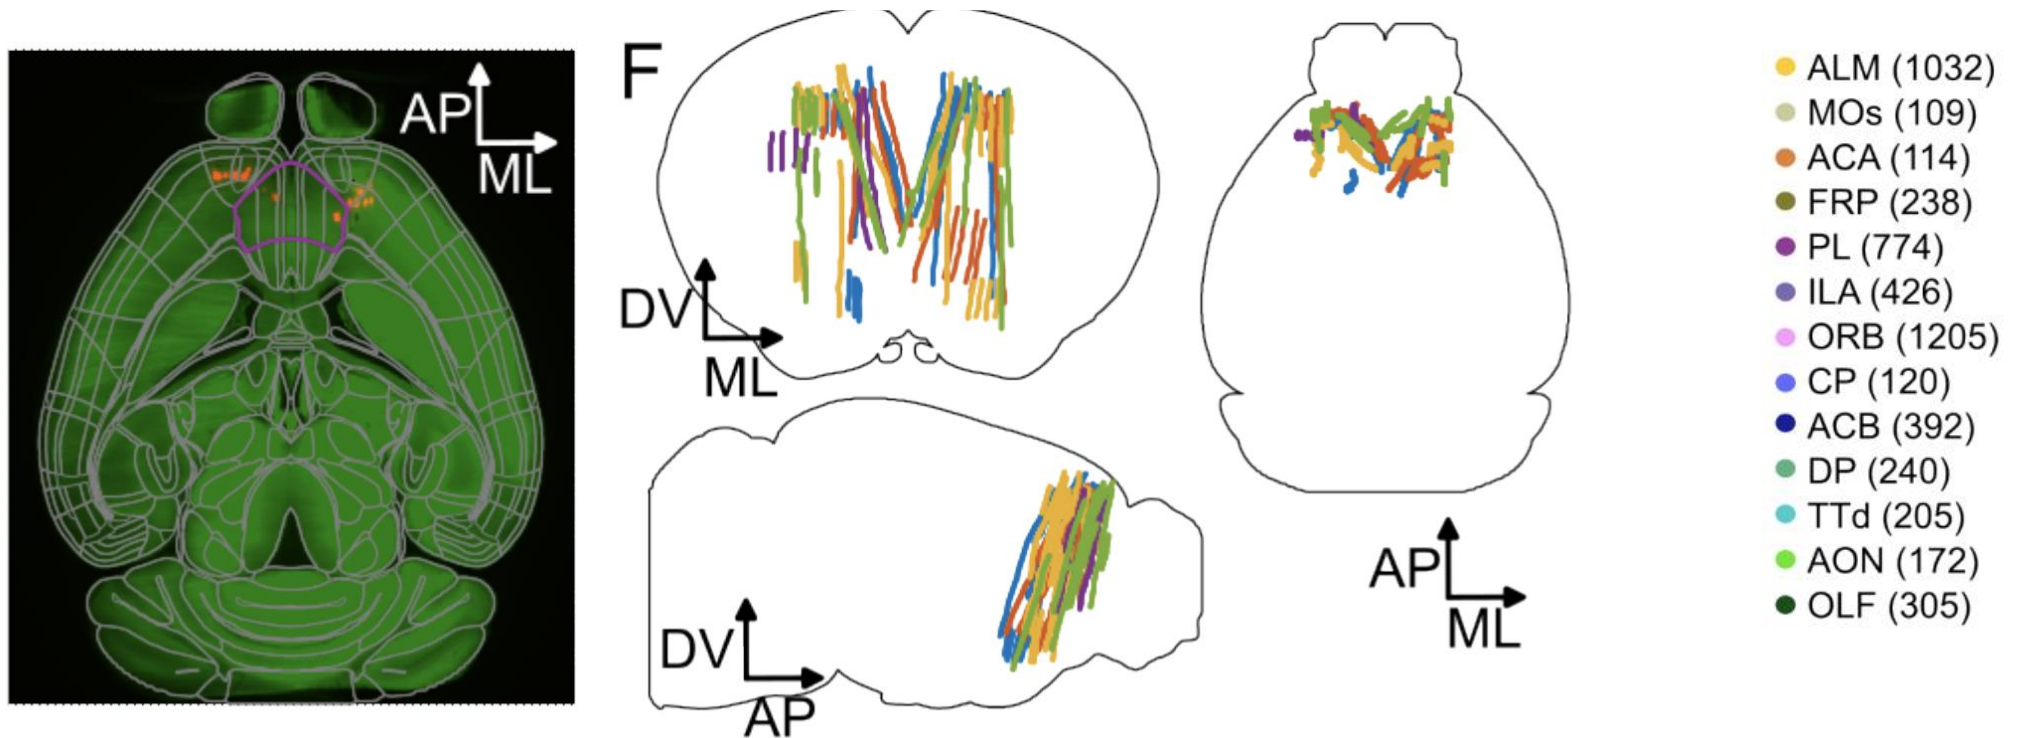 AP
ML
F
DV
ML
DV
AP
AP
ML
ALM (1032)
MOs (109)
ACA (114)
FRP (238)
PL (774)
ILA (426)
ORB (1205)
CP (120)
ACB (392)
DP (240)
TTd (205)
AON (172)
OLF (305)